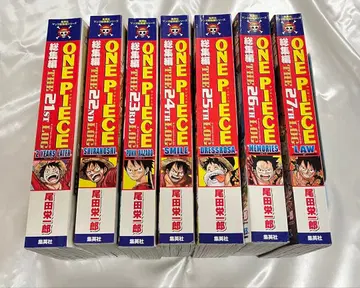 ONE PIECE
総集編 THE 21ST LOG
2 YEARS LATER
尾田栄一郎
集英社
ONE PIECE
総集編 THE 22ND LOG
SHIRAHOSHI
尾田栄一郎
集英社
ONE PIECE
総集編 THE 23RD LOG
尾田栄一郎
集英社
ONE PIECE
総集編 THE 24TH LOG
SMILE
尾田栄一郎
集英社
ONE PIECE
総集編 THE 25TH LOG
DRESSROSA
尾田栄一郎
集英社
ONE PIECE
総集編 THE 26TH LOG
MEMORIES
尾田栄一郎
集英社
ONE PIECE
総集編 THE 27TH LOG
LAW
尾田栄一郎
集英社